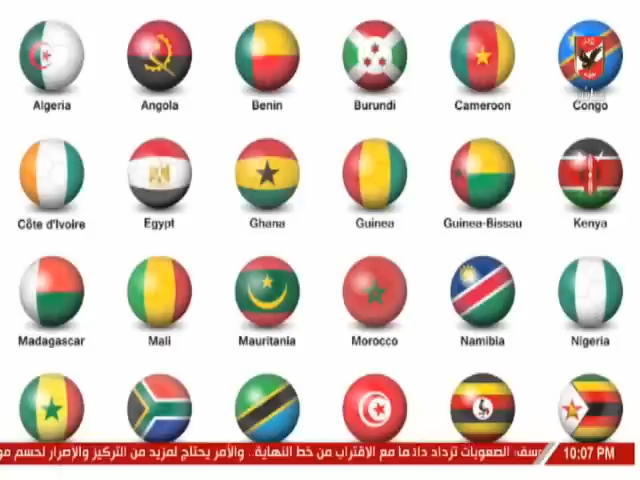 Algeria
Angola
Benin
Burundi
Cameroon
Congo
Côte d'Ivoire
Egypt
Ghana
Guinea
Guinea-Bissau
Kenya
Madagascar
Mali
Mauritania
Morocco
Namibia
Nigeria
الصعوبات تزداد دائما مع الإقتراب من خط النهاية .. والأمر يحتاج لمزيد من التركيز والإصرار لحسم
10:07 PM